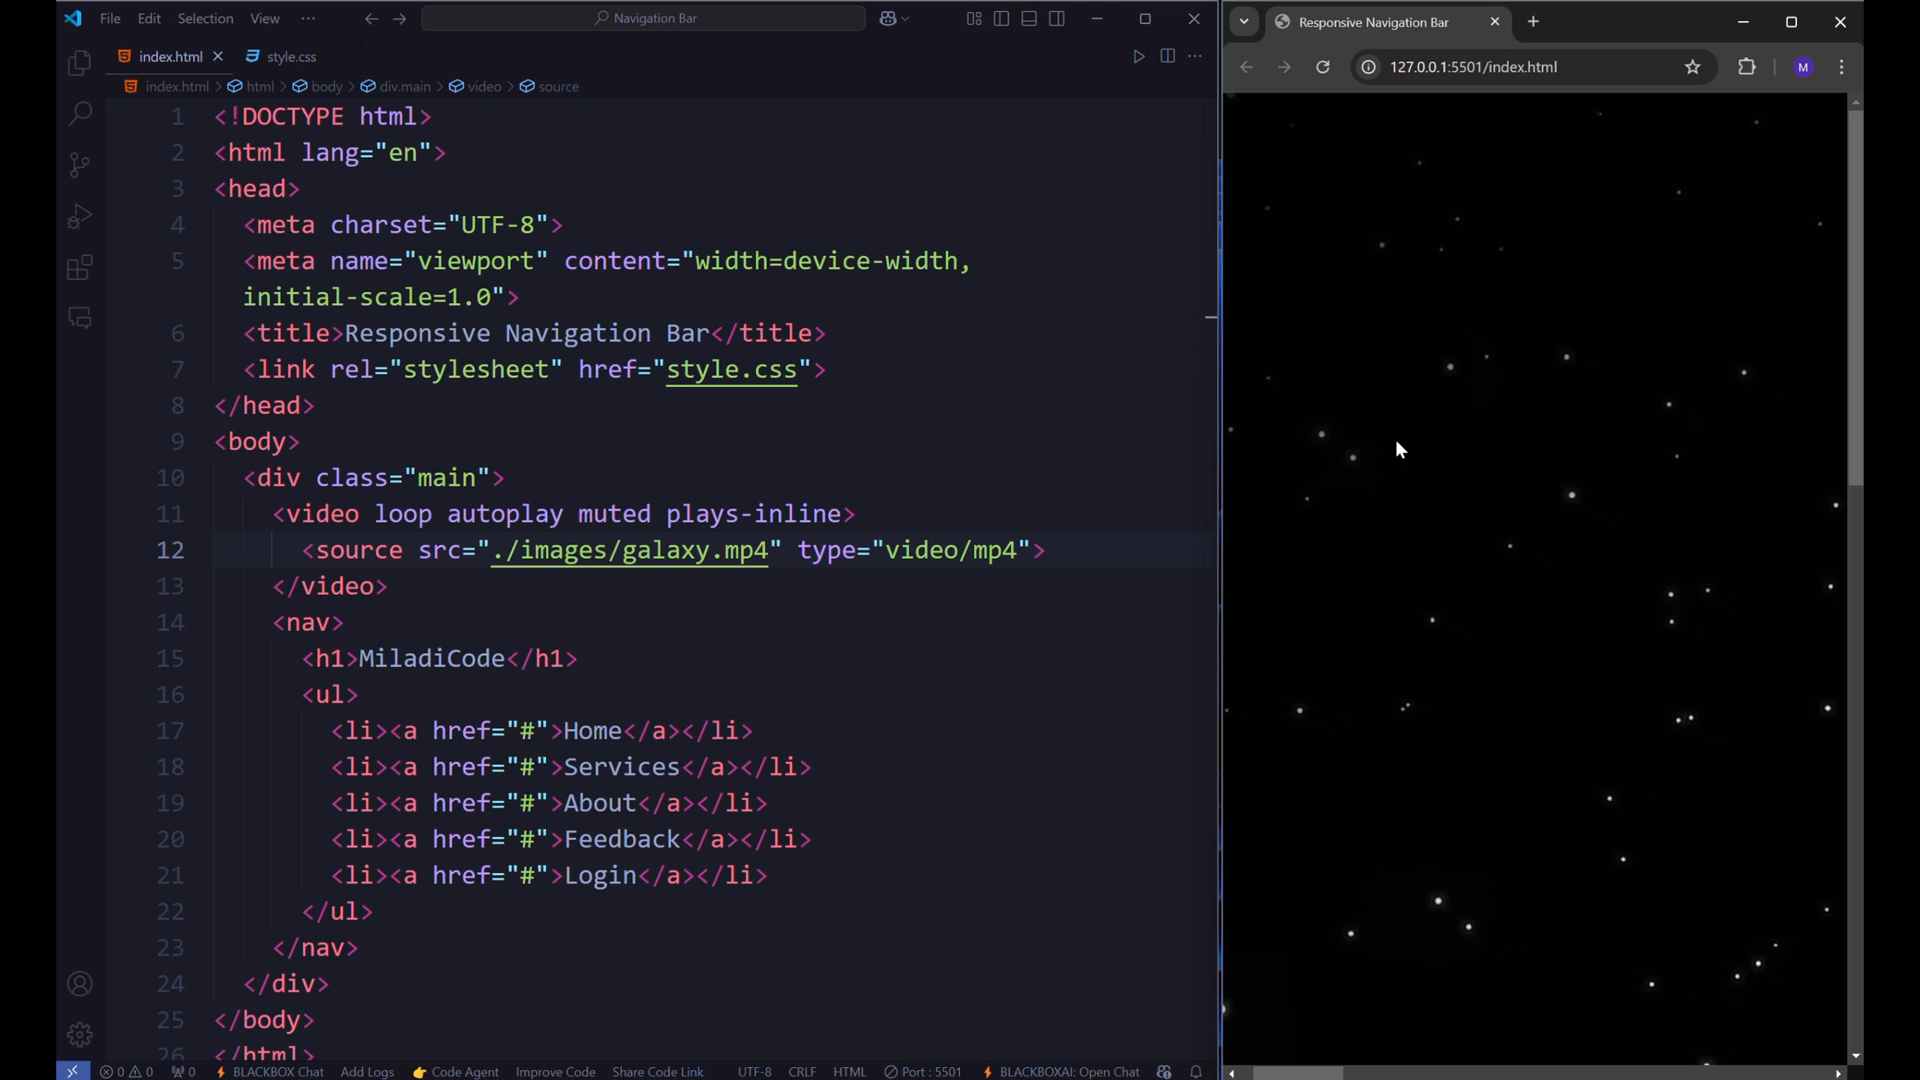 File Edit Selection View ··· Navigation Bar
index.html style.css
index.html > html > body > div.main > video > source
1 <!DOCTYPE html>
2 <html lang="en">
3 <head>
4 <meta charset="UTF-8">
5 <meta name="viewport" content="width=device-width,
initial-scale=1.0">
6 <title>Responsive Navigation Bar</title>
7 <link rel="stylesheet" href="style.css">
8 </head>
9 <body>
10 <div class="main">
11 <video loop autoplay muted plays-inline>
12 <source src="./images/galaxy.mp4" type="video/mp4">
13 </video>
14 <nav>
15 <h1>MiladiCode</h1>
16 <ul>
17 <li><a href="#">Home</a></li>
18 <li><a href="#">Services</a></li>
19 <li><a href="#">About</a></li>
20 <li><a href="#">Feedback</a></li>
21 <li><a href="#">Login</a></li>
22 </ul>
23 </nav>
24 </div>
25 </body>
26 </html>
0 0 0 BLACKBOX Chat Add Logs Code Agent Improve Code Share Code Link UTF-8 CRLF HTML Port : 5501 BLACKBOXAI: Open Chat
Responsive Navigation Bar
127.0.0.1:5501/index.html M